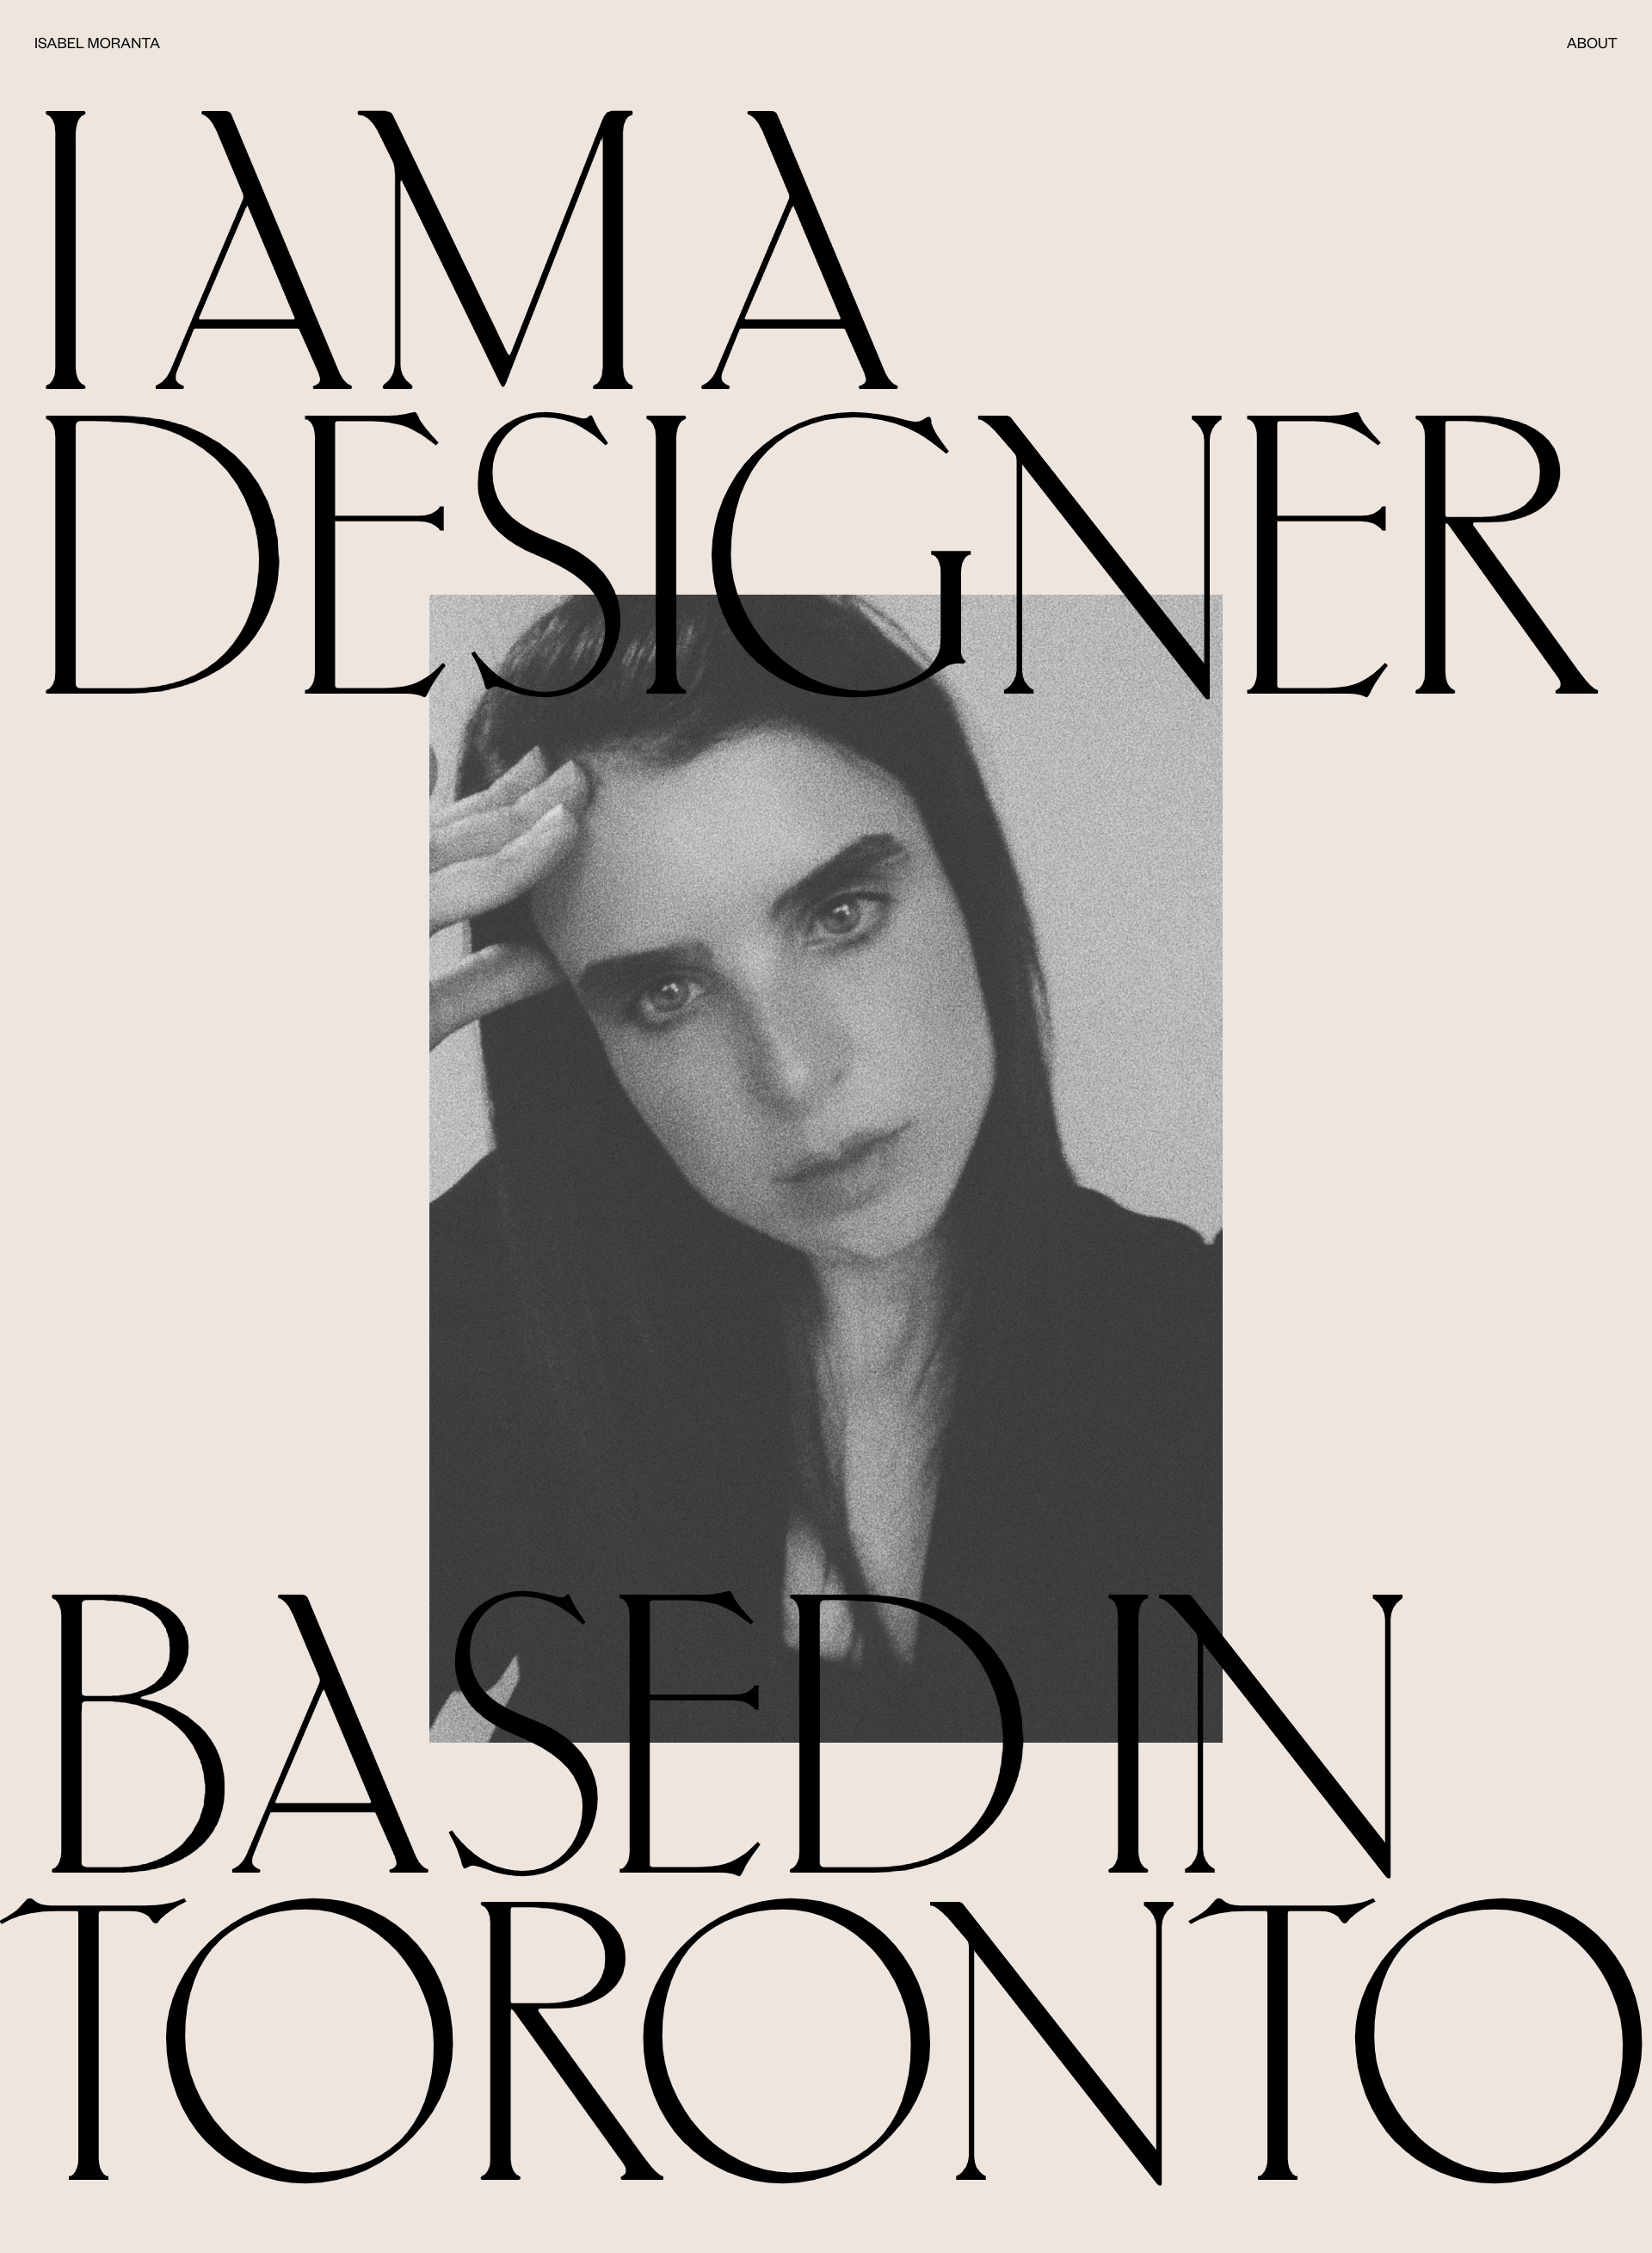 ISABEL MORANTA
ABOUT
I AM A
DESIGNER
BASED IN
TORONTO